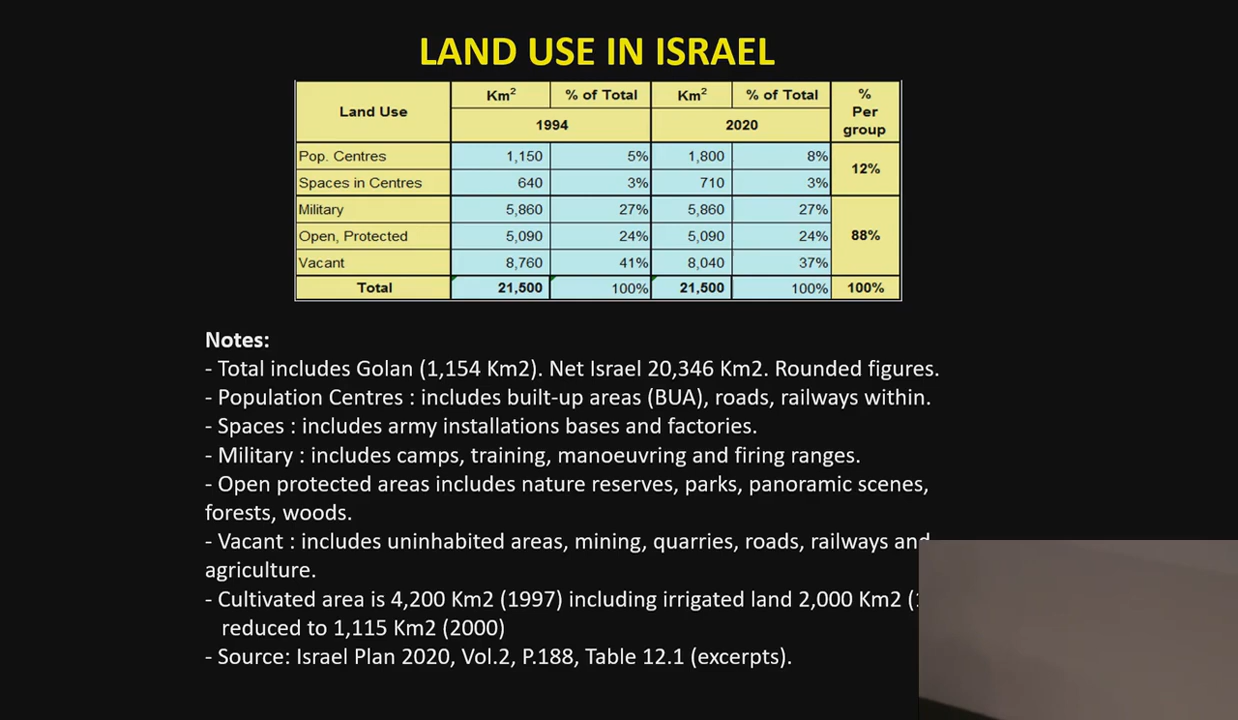 LAND USE IN ISRAEL
Land Use Km² % of Total Km² % of Total % Per group
1994 2020
Pop. Centres 1,150 5% 1,800 8% 12%
Spaces in Centres 640 3% 710 3%
Military 5,860 27% 5,860 27% 88%
Open, Protected 5,090 24% 5,090 24%
Vacant 8,760 41% 8,040 37%
Total 21,500 100% 21,500 100% 100%
Notes:
- Total includes Golan (1,154 Km2). Net Israel 20,346 Km2. Rounded figures.
- Population Centres : includes built-up areas (BUA), roads, railways within.
- Spaces : includes army installations bases and factories.
- Military : includes camps, training, manoeuvring and firing ranges.
- Open protected areas includes nature reserves, parks, panoramic scenes,
forests, woods.
- Vacant : includes uninhabited areas, mining, quarries, roads, railways and
agriculture.
- Cultivated area is 4,200 Km2 (1997) including irrigated land 2,000 Km2
reduced to 1,115 Km2 (2000)
- Source: Israel Plan 2020, Vol.2, P.188, Table 12.1 (excerpts).